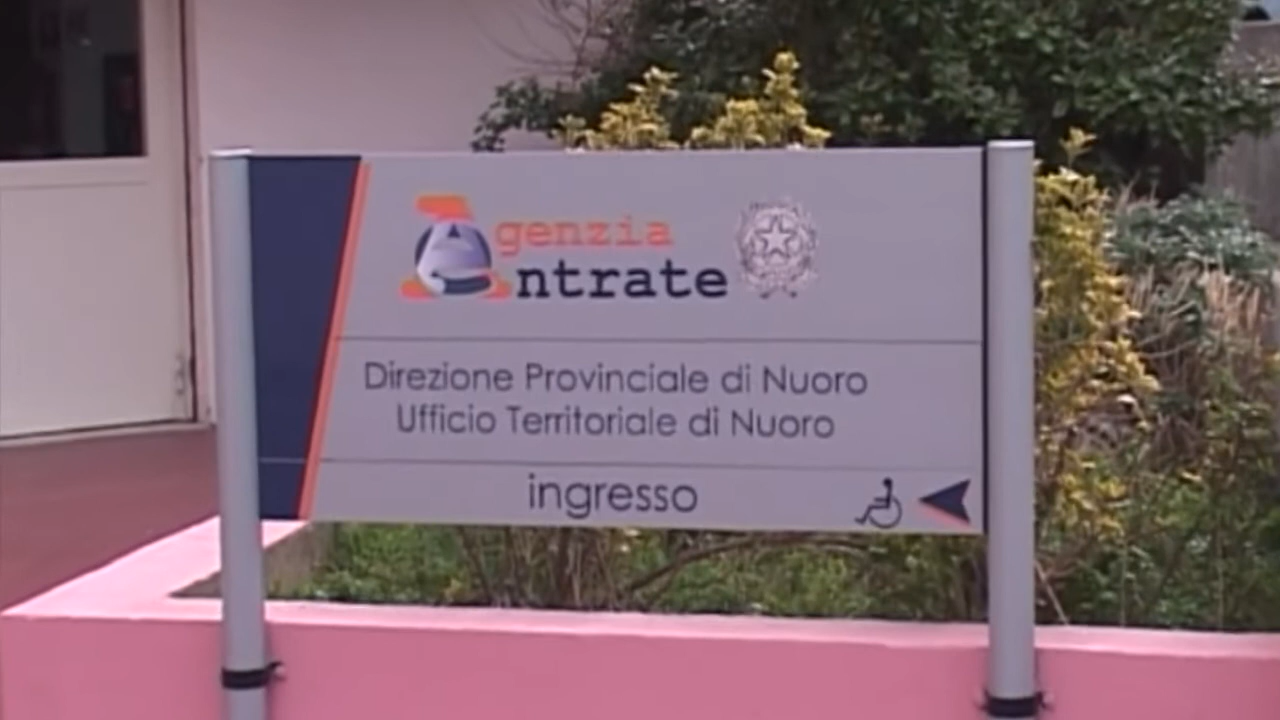 Agenzia
Entrate
Direzione Provinciale di Nuoro
Ufficio Territoriale di Nuoro
ingresso